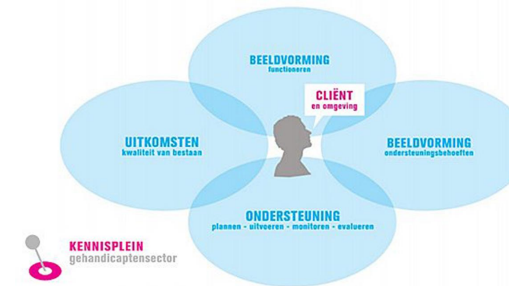 BEELDVORMING
functioneren
CLIËNT
en omgeving
UITKOMSTEN
kwaliteit van bestaan
BEELDVORMING
ondersteuningsbehoeften
ONDERSTEUNING
plannen - uitvoeren - monitoren - evalueren
KENNISPLEIN
gehandicaptensector